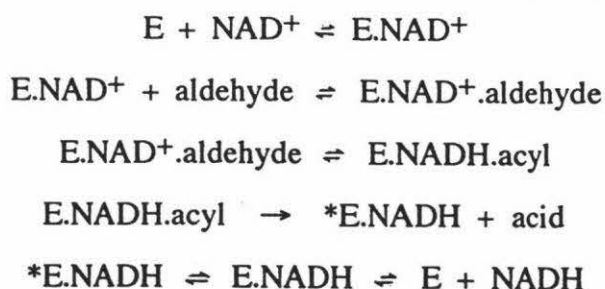 E + NAD+ ⇌ E.NAD+
E.NAD+ + aldehyde ⇌ E.NAD+.aldehyde
E.NAD+.aldehyde ⇌ E.NADH.acyl
E.NADH.acyl → *E.NADH + acid
*E.NADH ⇌ E.NADH ⇌ E + NADH